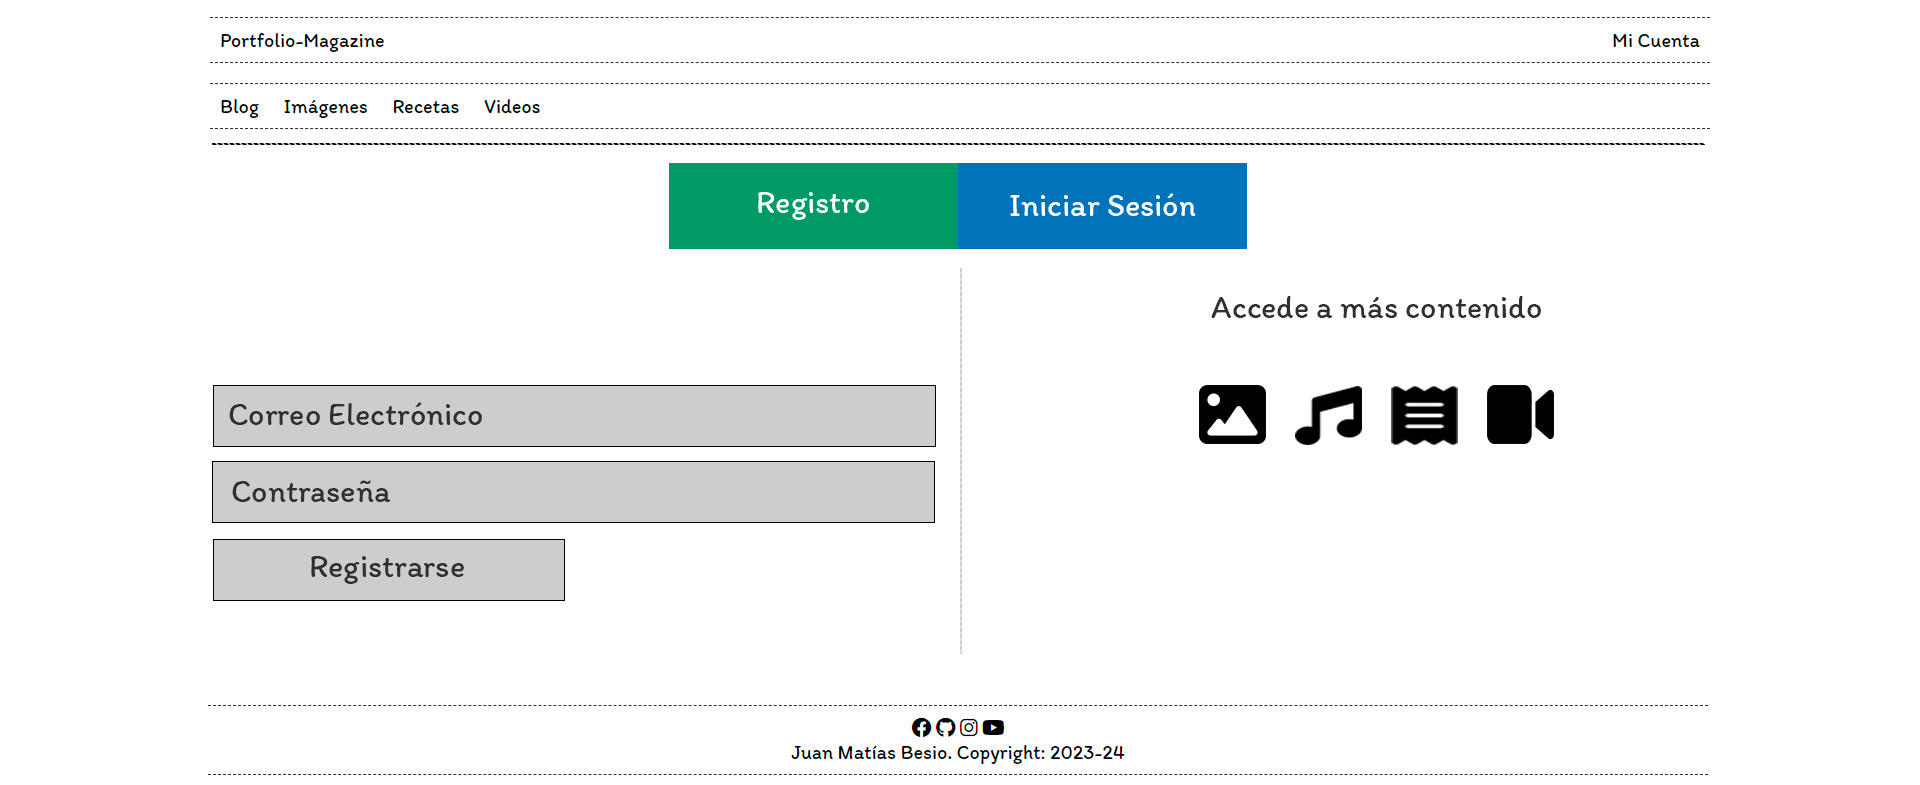 Portfolio-Magazine
Mi Cuenta
Blog Imágenes Recetas Videos
Registro
Iniciar Sesión
Accede a más contenido
Correo Electrónico
Contraseña
Registrarse
Juan Matías Besio. Copyright: 2023-24